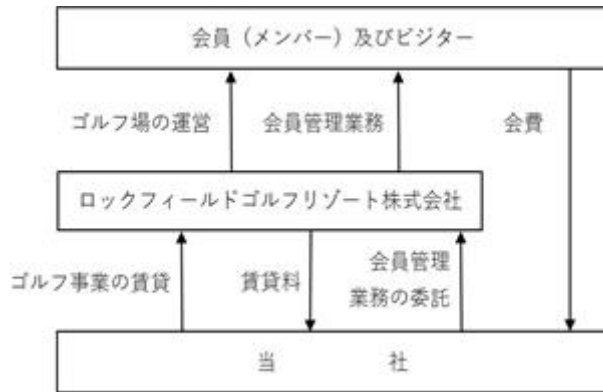 会員（メンバー）及びビジター
ゴルフ場の運営
会員管理業務
会費
ロックフィールドゴルフリゾート株式会社
ゴルフ事業の賃貸
賃貸料
会員管理
業務の委託
当 社